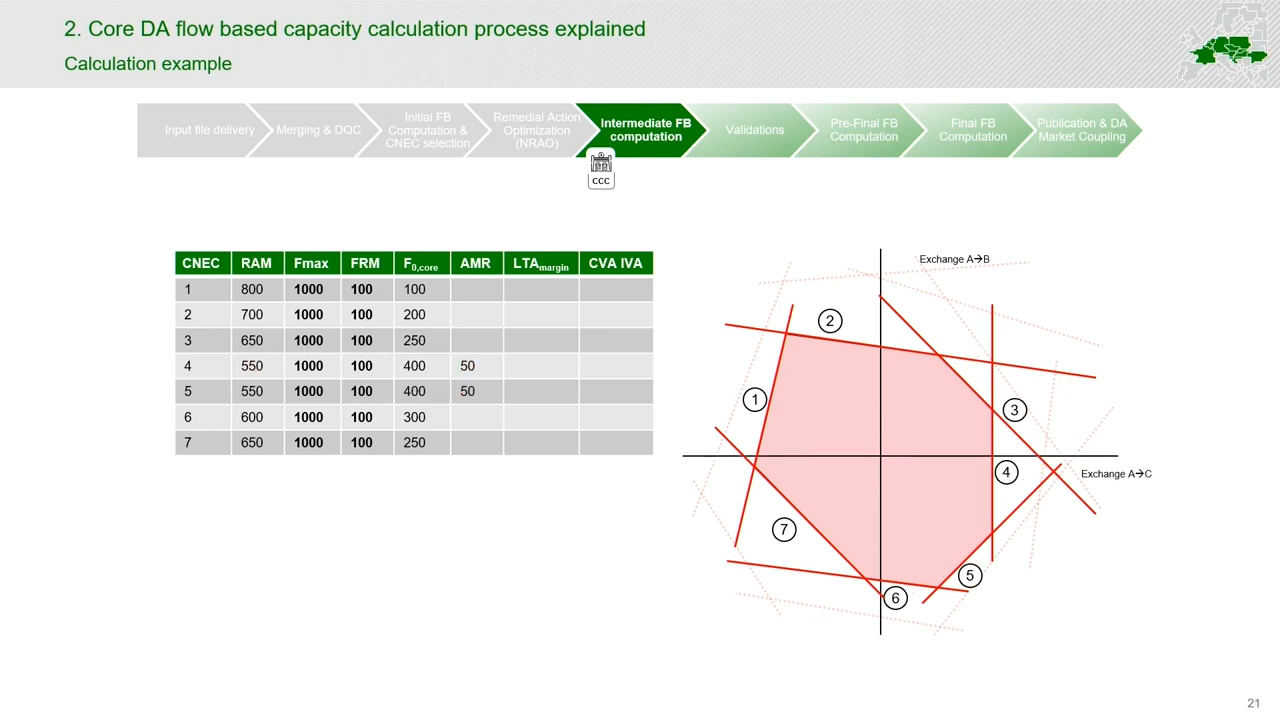 2. Core DA flow based capacity calculation process explained
Calculation example
Input file delivery
Merging & DQC
Initial FB
Computation &
CNEC selection
Remedial Action
Optimization
(NRAO)
Intermediate FB
computation
Validations
Pre-Final FB
Computation
Final FB
Computation
Publication & DA
Market Coupling
CCC
CNEC RAM Fmax FRM F0,core AMR LTAmargin CVA IVA
1 800 1000 100 100
2 700 1000 100 200
3 650 1000 100 250
4 550 1000 100 400 50
5 550 1000 100 400 50
6 600 1000 100 300
7 650 1000 100 250
Exchange A→B
2
1
3
4
Exchange A→C
7
5
6
21